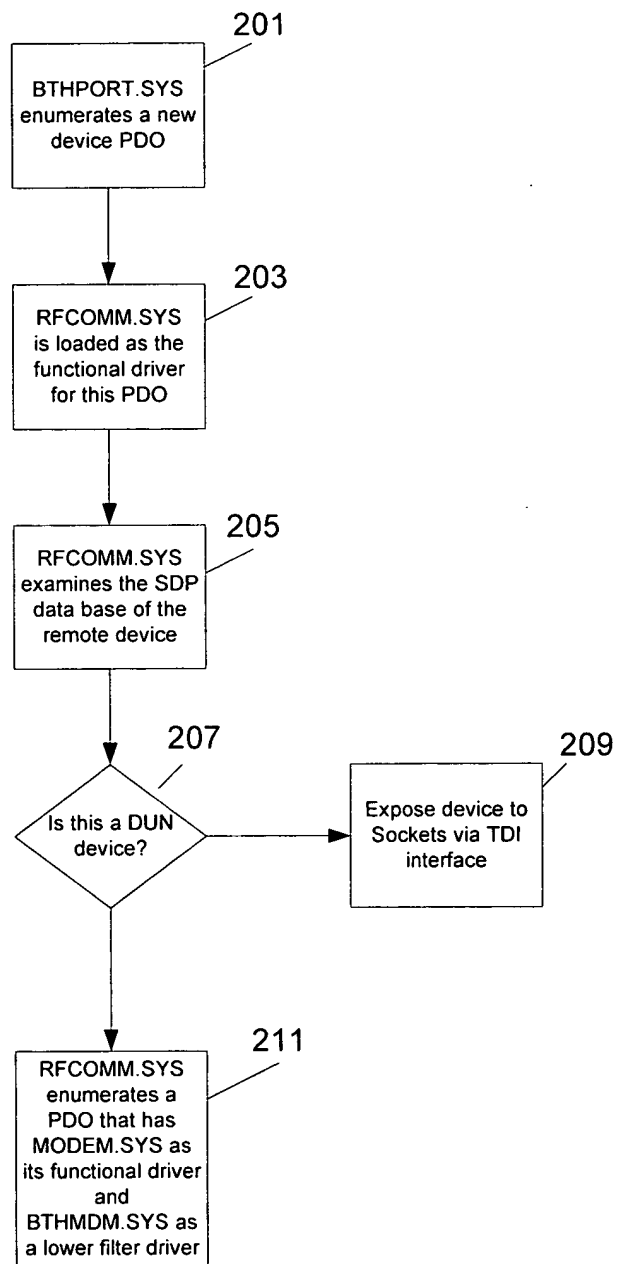 201
BTHPORT.SYS
enumerates a new
device PDO
203
RFCOMM.SYS
is loaded as the
functional driver
for this PDO
205
RFCOMM.SYS
examines the SDP
data base of the
remote device
207
Is this a DUN
device?
209
Expose device to
Sockets via TDI
interface
211
RFCOMM.SYS
enumerates a
PDO that has
MODEM.SYS as
its functional driver
and
BTHMDM.SYS as
a lower filter driver